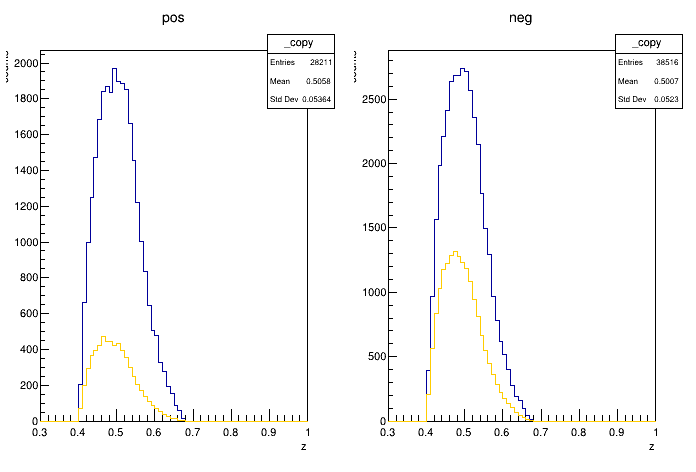 pos
_copy
Entries 28211
Mean 0.5058
Std Dev 0.05364
2000
1800
1600
1400
1200
1000
800
600
400
200
0
0.3 0.4 0.5 0.6 0.7 0.8 0.9 1
z
neg
_copy
Entries 38516
Mean 0.5007
Std Dev 0.0523
2500
2000
1500
1000
500
0
0.3 0.4 0.5 0.6 0.7 0.8 0.9 1
z